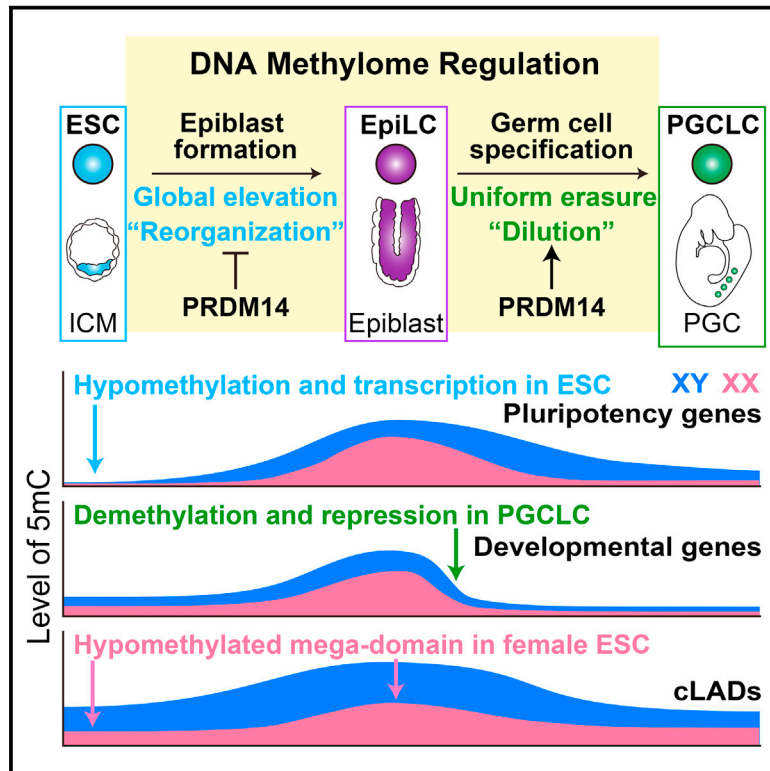 DNA Methylome Regulation
ESC
Epiblast
formation
EpiLC
Germ cell
specification
PGCLC
Global elevation
“Reorganization”
Uniform erasure
“Dilution”
PRDM14
PRDM14
ICM
Epiblast
PGC
Level of 5mC
Hypomethylation and transcription in ESC
XY XX
Pluripotency genes
Demethylation and repression in PGCLC
Developmental genes
Hypomethylated mega-domain in female ESC
cLADs